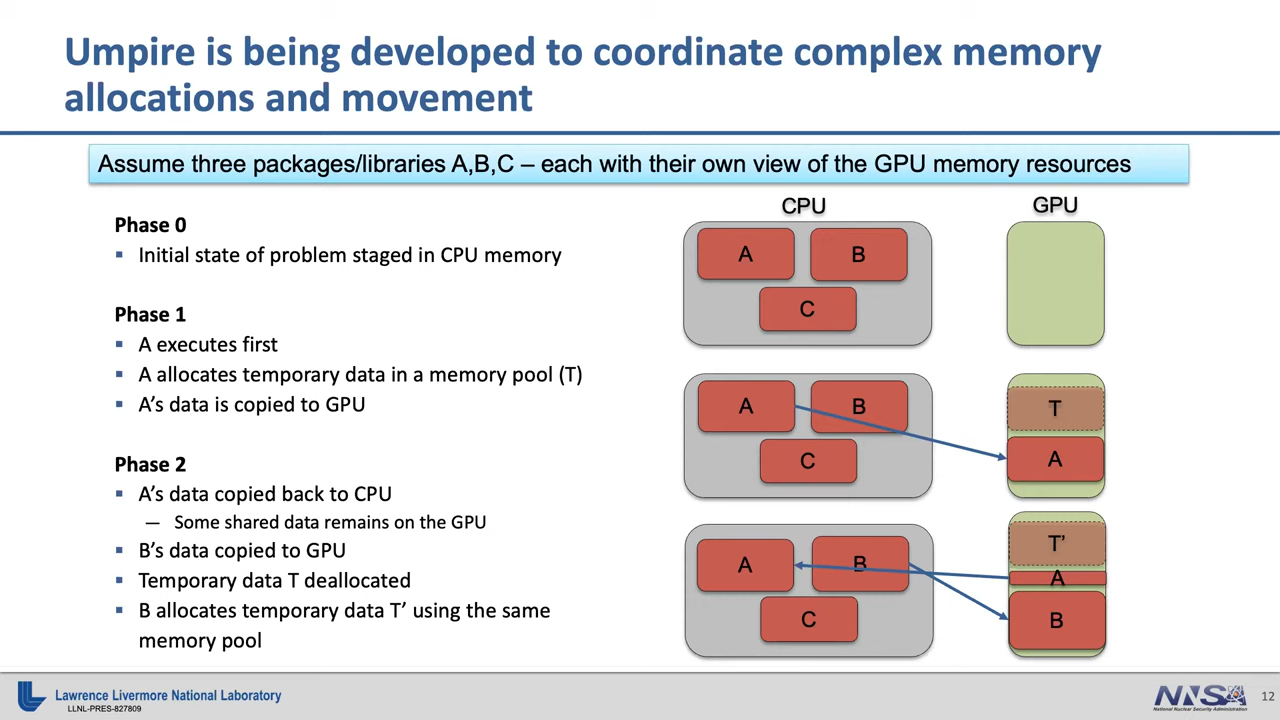 Umpire is being developed to coordinate complex memory
allocations and movement
Assume three packages/libraries A,B,C – each with their own view of the GPU memory resources
Phase 0
▪ Initial state of problem staged in CPU memory
Phase 1
▪ A executes first
▪ A allocates temporary data in a memory pool (T)
▪ A’s data is copied to GPU
Phase 2
▪ A’s data copied back to CPU
— Some shared data remains on the GPU
▪ B’s data copied to GPU
▪ Temporary data T deallocated
▪ B allocates temporary data T’ using the same
memory pool
CPU
GPU
A
B
C
A
B
C
T
A
A
B
C
T’
A
B
Lawrence Livermore National Laboratory
LLNL-PRES-827809
NNSA
National Nuclear Security Administration
12